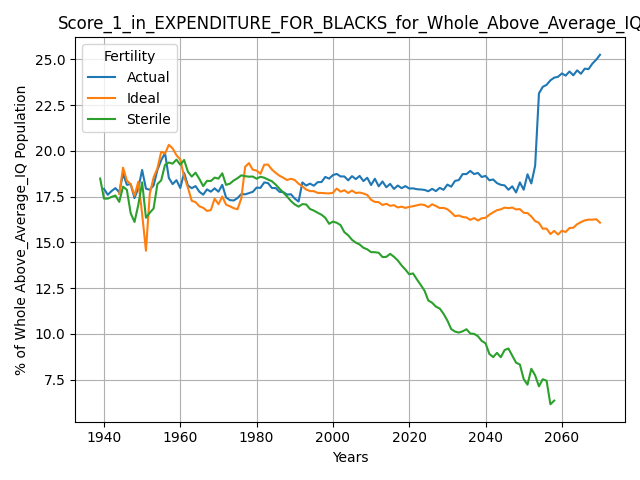 Score_1_in_EXPENDITURE_FOR_BLACKS_for_Whole_Above_Average_IQ
Fertility
Actual
Ideal
Sterile
% of Whole Above_Average_IQ Population
25.0
22.5
20.0
17.5
15.0
12.5
10.0
7.5
1940
1960
1980
2000
2020
2040
2060
Years